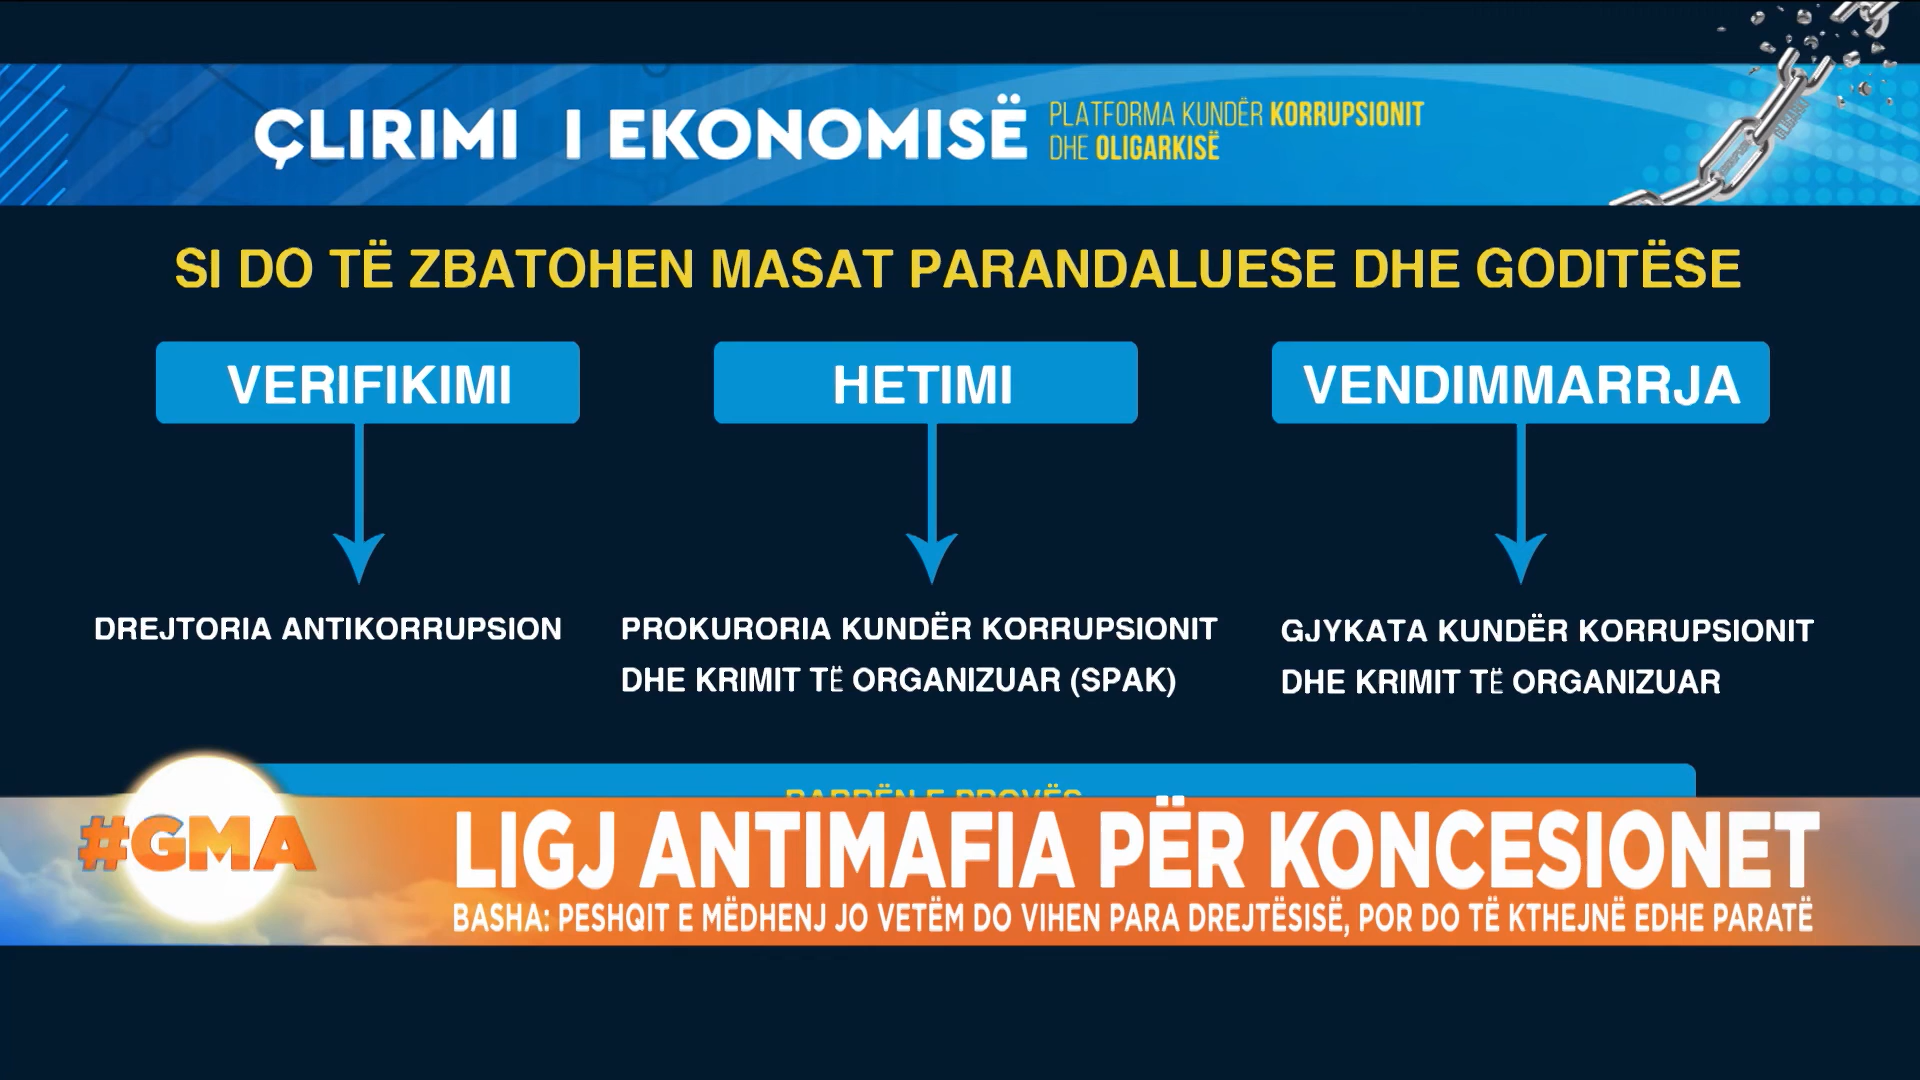 ÇLIRIMI I EKONOMISË
PLATFORMA KUNDËR KORRUPSIONIT
DHE OLIGARKISË
SI DO TË ZBATOHEN MASAT PARANDALUESE DHE GODITËSE
VERIFIKIMI
HETIMI
VENDIMMARRJA
DREJTORIA ANTIKORRUPSION
PROKURORIA KUNDËR KORRUPSIONIT
DHE KRIMIT TË ORGANIZUAR (SPAK)
GJYKATA KUNDËR KORRUPSIONIT
DHE KRIMIT TË ORGANIZUAR
BARRËN E PROVËS
#GMA
LIGJ ANTIMAFIA PËR KONCESIONET
BASHA: PESHQIT E MËDHENJ JO VETËM DO VIHEN PARA DREJTËSISË, POR DO TË KTHEJNË EDHE PARATË